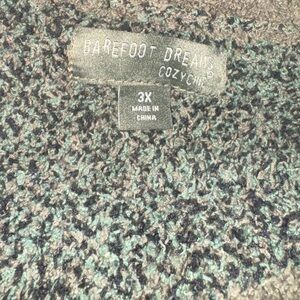 BAREFOOT DREAMS
COZYCHIC
3X
MADE IN
CHINA